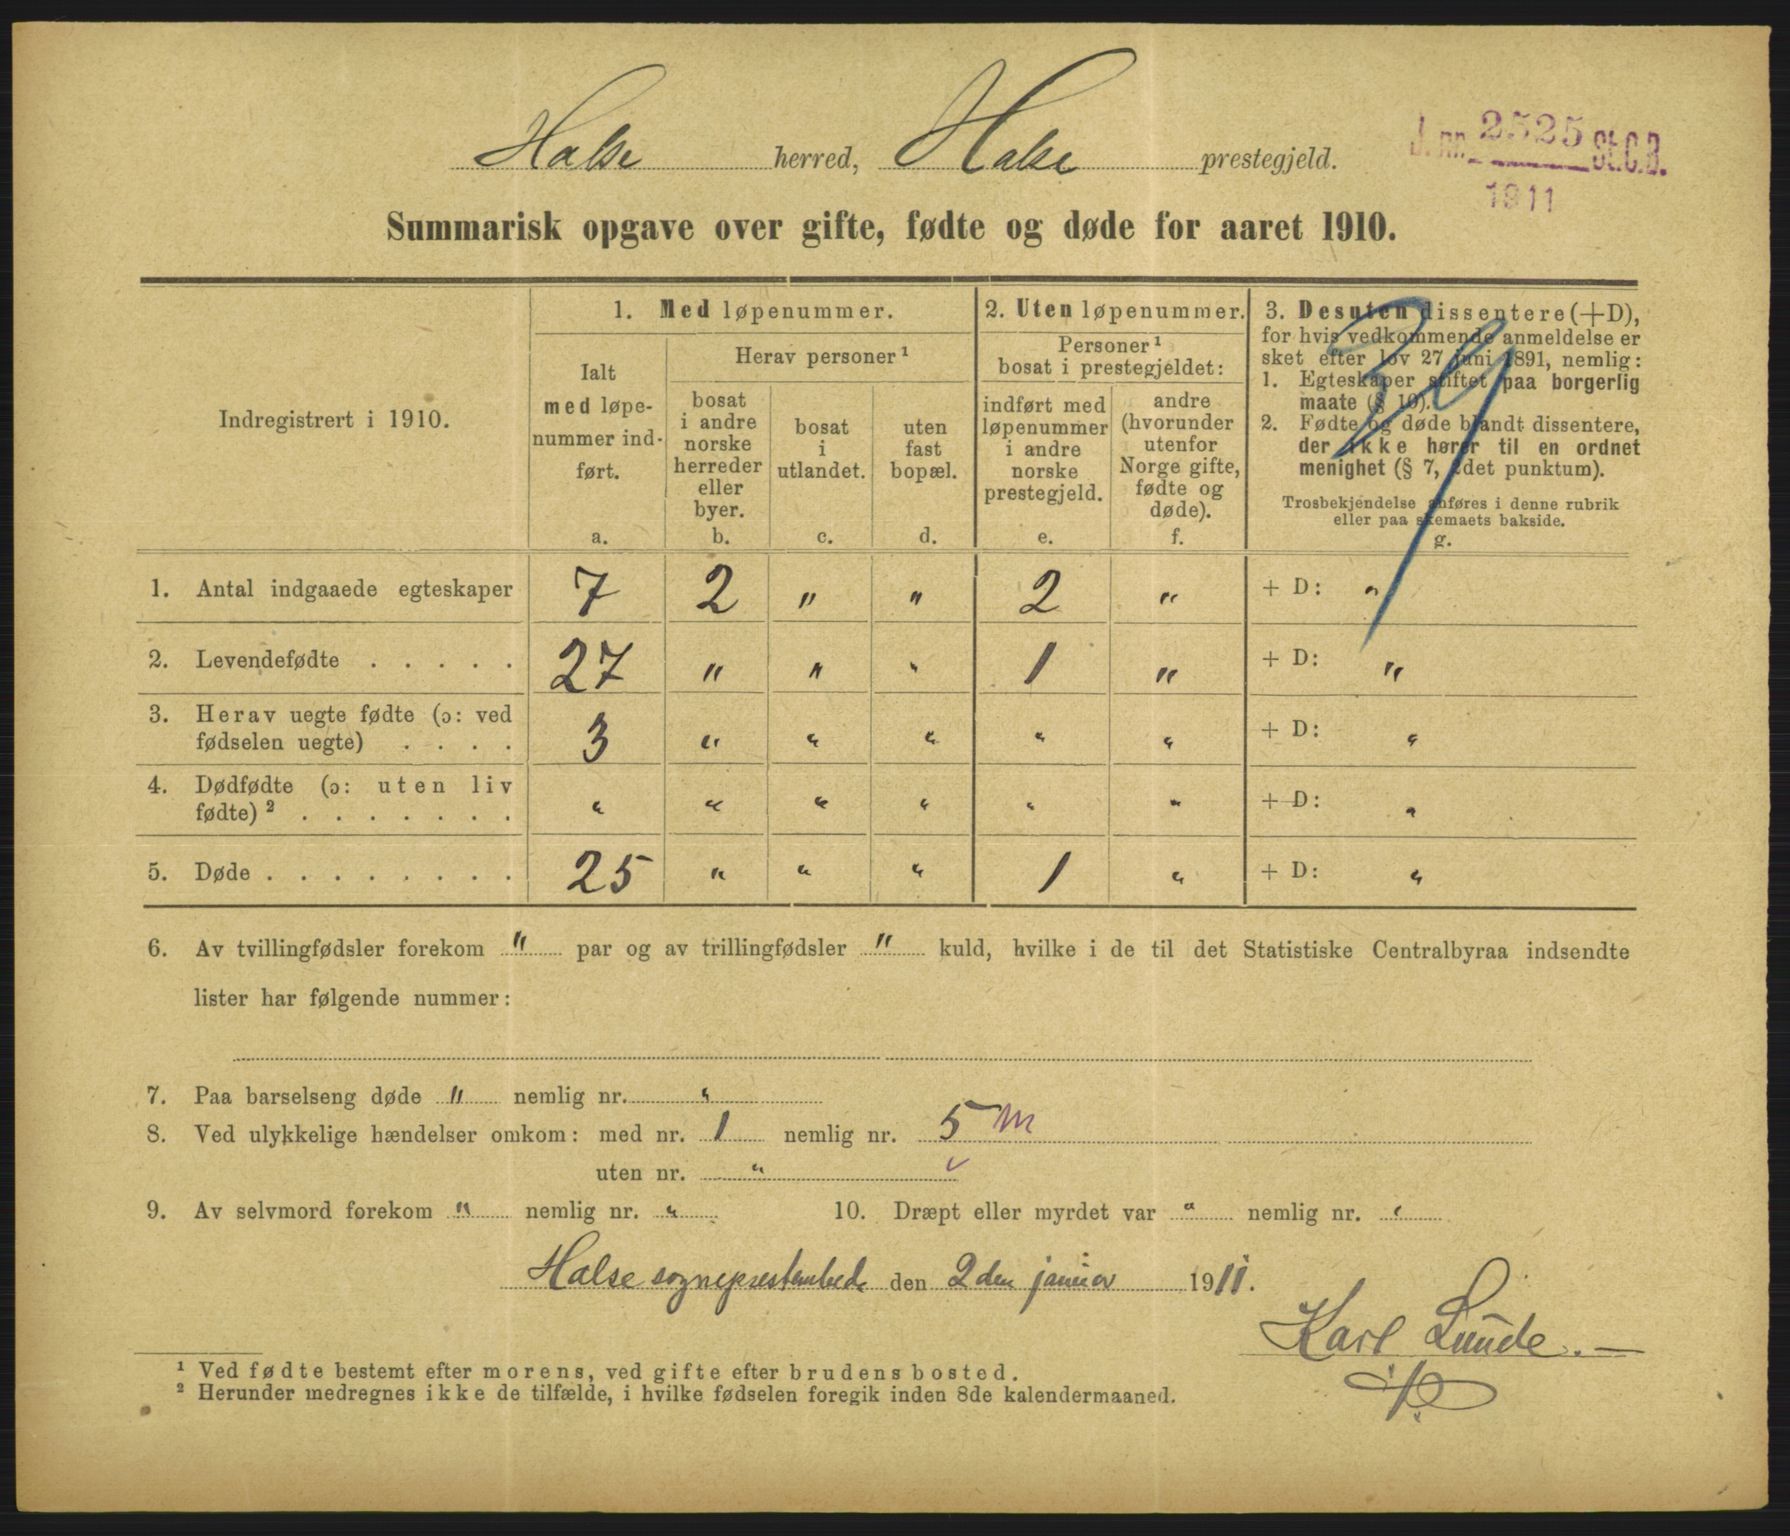 Halse herred, Halse prestegjeld.
J. nr. 2525 St.C.B.
1911
Summarisk opgave over gifte, fødte og døde for aaret 1910.
Indregistrert i 1910.
1. Med løpenummer.
Ialt
med løpe-
nummer ind-
ført.
a.
Herav personer¹
bosat
i andre
norske
herreder
eller
byer.
b.
bosat
i
utlandet.
c.
uten
fast
bopæl.
d.
2. Uten løpenummer.
Personer¹
bosat i prestegjeldet:
indført med
løpenummer
i andre
norske
prestegjeld.
e.
andre
(hvorunder
utenfor
Norge gifte,
fødte og
døde).
f.
3. Desuten dissentere (+D),
for hvis vedkommende anmeldelse er
sket efter lov 27 juni 1891, nemlig:
1. Egteskaper stiftet paa borgerlig
maate (§ 10).
2. Fødte og døde blandt dissentere,
der ikke hører til en ordnet
menighet (§ 7, 2det punktum).
Trosbekjendelse anføres i denne rubrik
eller paa skemaets bakside.
g.
1. Antal indgaaede egteskaper 7 2 " " 2 " + D: "
2. Levendefødte . . . . . 27 " " " 1 " + D: "
3. Herav uegte fødte (ɔ: ved
fødselen uegte) . . . . 3 " " " " " + D: "
4. Dødfødte (ɔ: uten liv
fødte)² . . . . . . . . " " " " " " + D: "
5. Døde . . . . . . . . 25 " " " 1 " + D: "
6. Av tvillingfødsler forekom " par og av trillingfødsler " kuld, hvilke i de til det Statistiske Centralbyraa indsendte
lister har følgende nummer:
7. Paa barselseng døde " nemlig nr. "
8. Ved ulykkelige hændelser omkom: med nr. 1 nemlig nr. 5 m
uten nr. "
9. Av selvmord forekom " nemlig nr. " 10. Dræpt eller myrdet var " nemlig nr. "
Halse sogneprestembede den 2den januar 1911.
Karl Lunde.
¹ Ved fødte bestemt efter morens, ved gifte efter brudens bosted.
² Herunder medregnes ikke de tilfælde, i hvilke fødselen foregik inden 8de kalendermaaned.